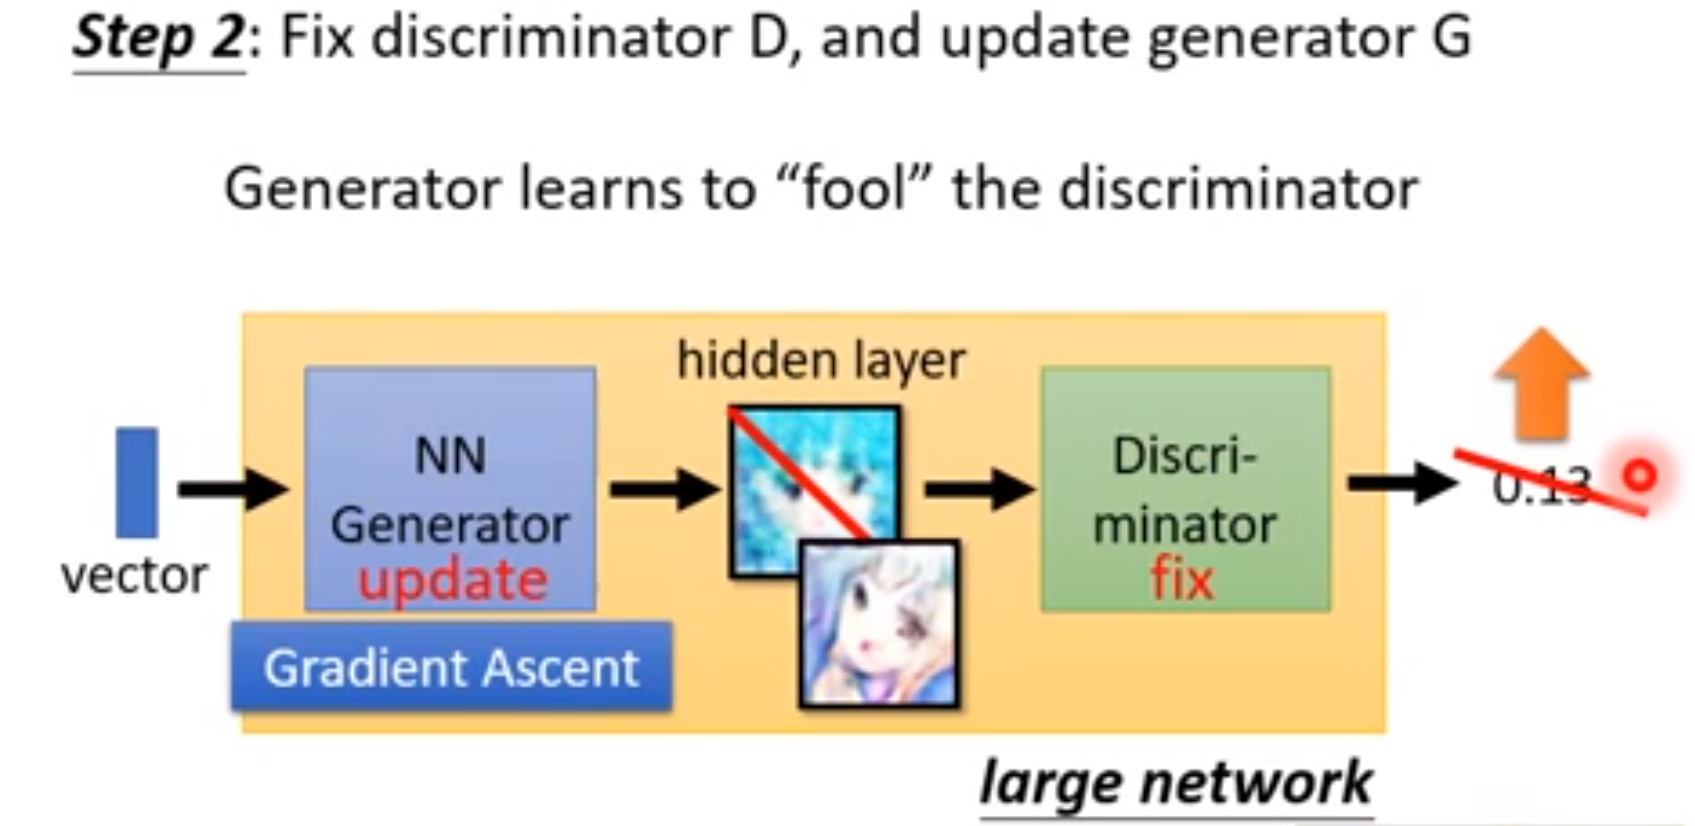 Step 2: Fix discriminator D, and update generator G
Generator learns to “fool” the discriminator
hidden layer
NN
Generator
update
Discri-
minator
fix
0.13
vector
Gradient Ascent
large network